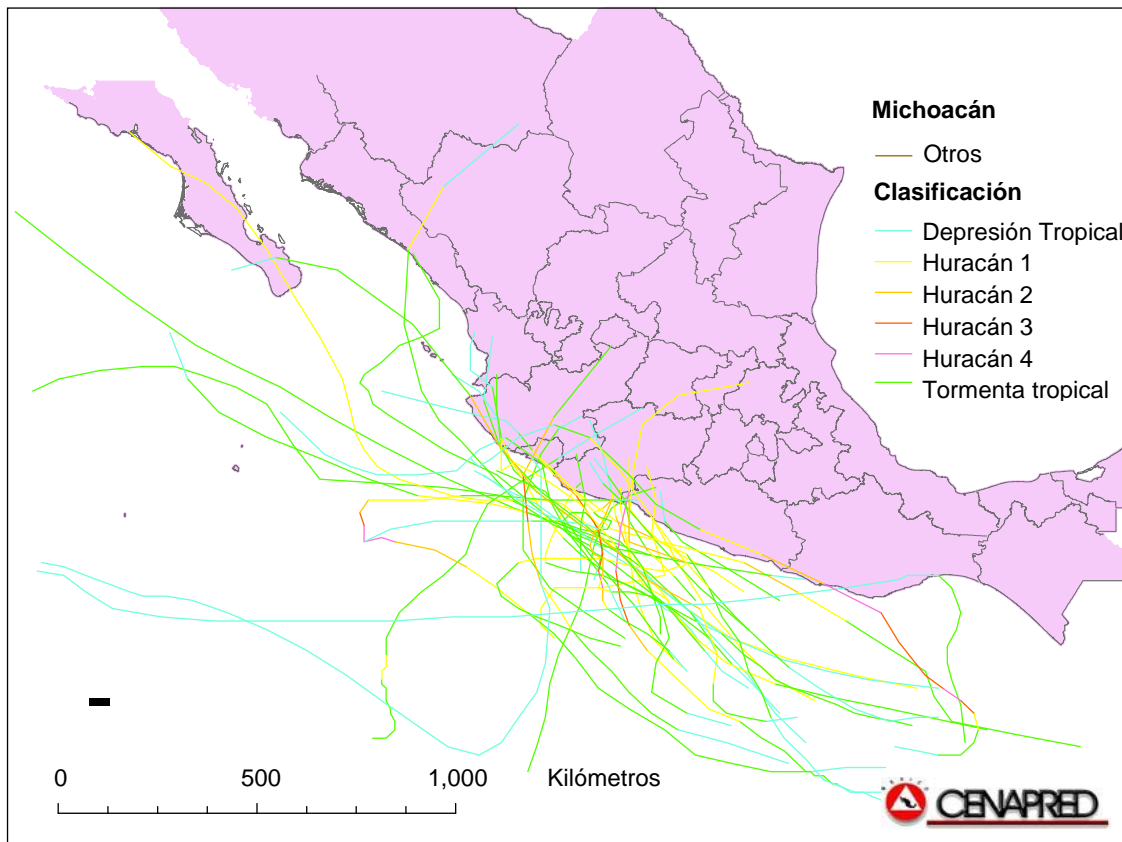 Michoacán
Otros
Clasificación
Depresión Tropical
Huracán 1
Huracán 2
Huracán 3
Huracán 4
Tormenta tropical
0 500 1,000 Kilómetros
CENAPRED